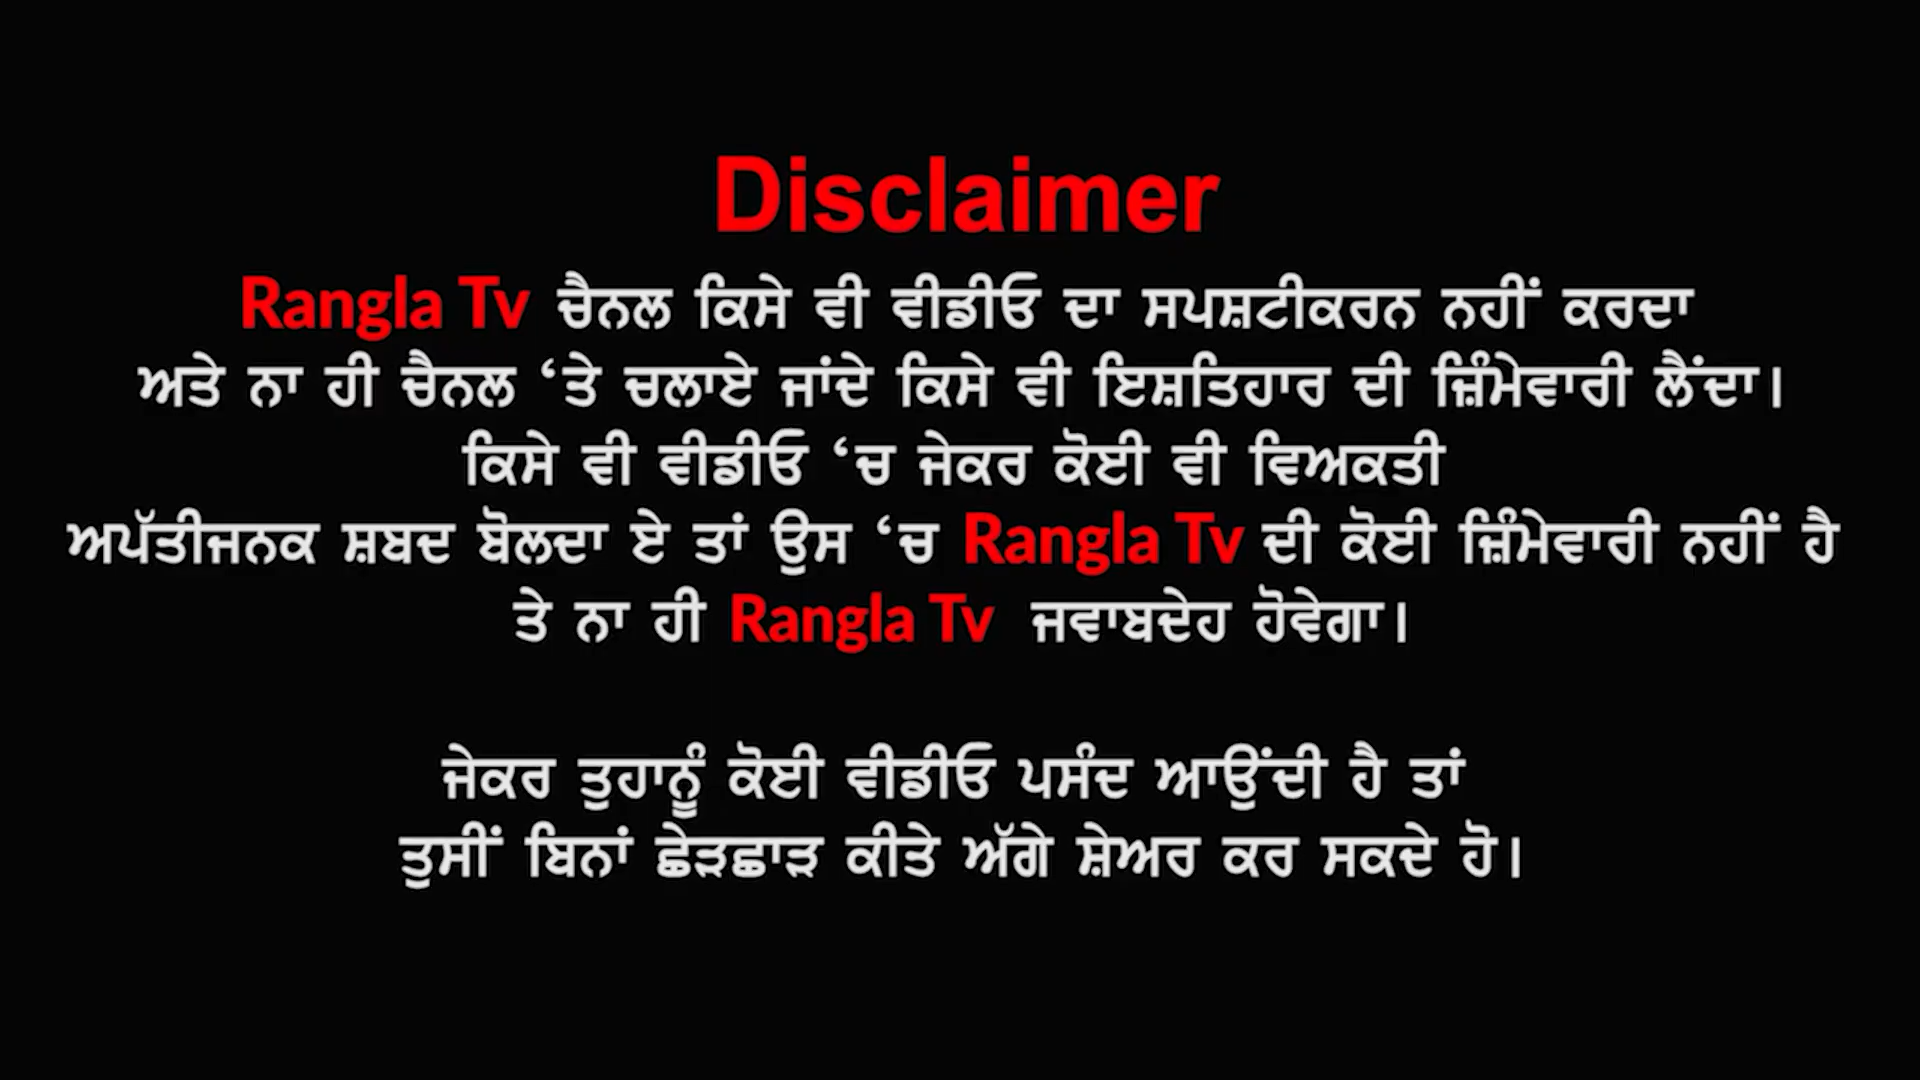 Disclaimer
Rangla Tv ਚੈਨਲ ਕਿਸੇ ਵੀ ਵੀਡੀਓ ਦਾ ਸਪਸ਼ਟੀਕਰਨ ਨਹੀਂ ਕਰਦਾ
ਅਤੇ ਨਾ ਹੀ ਚੈਨਲ ‘ਤੇ ਚਲਾਏ ਜਾਂਦੇ ਕਿਸੇ ਵੀ ਇਸ਼ਤਿਹਾਰ ਦੀ ਜ਼ਿੰਮੇਵਾਰੀ ਲੈਂਦਾ।
ਕਿਸੇ ਵੀ ਵੀਡੀਓ ‘ਚ ਜੇਕਰ ਕੋਈ ਵੀ ਵਿਅਕਤੀ
ਅਪੱਤੀਜਨਕ ਸ਼ਬਦ ਬੋਲਦਾ ਏ ਤਾਂ ਉਸ ‘ਚ Rangla Tv ਦੀ ਕੋਈ ਜ਼ਿੰਮੇਵਾਰੀ ਨਹੀਂ ਹੈ
ਤੇ ਨਾ ਹੀ Rangla Tv ਜਵਾਬਦੇਹ ਹੋਵੇਗਾ।
ਜੇਕਰ ਤੁਹਾਨੂੰ ਕੋਈ ਵੀਡੀਓ ਪਸੰਦ ਆਉਂਦੀ ਹੈ ਤਾਂ
ਤੁਸੀਂ ਬਿਨਾਂ ਛੇੜਛਾੜ ਕੀਤੇ ਅੱਗੇ ਸ਼ੇਅਰ ਕਰ ਸਕਦੇ ਹੋ।